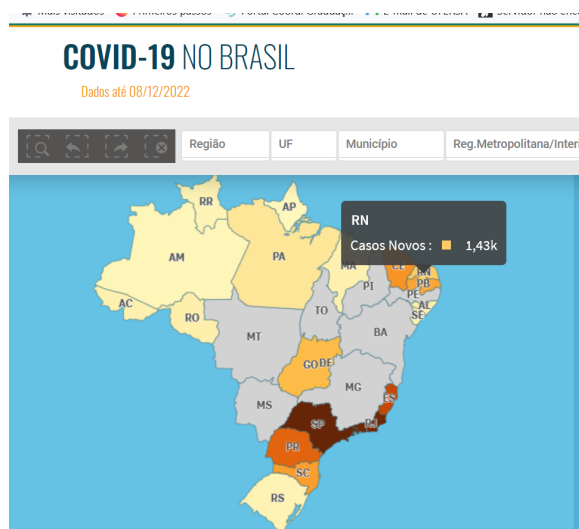 COVID-19 NO BRASIL
Dados até 08/12/2022
Região
UF
Município
Reg.Metropolitana/Interi
RR
AP
RN
Casos Novos : 1,43k
AM
PA
MA
CE
RN
PB
PI
PE
AC
AL
SE
TO
RO
BA
MT
GO
DF
MG
MS
ES
SP
RJ
PR
SC
RS